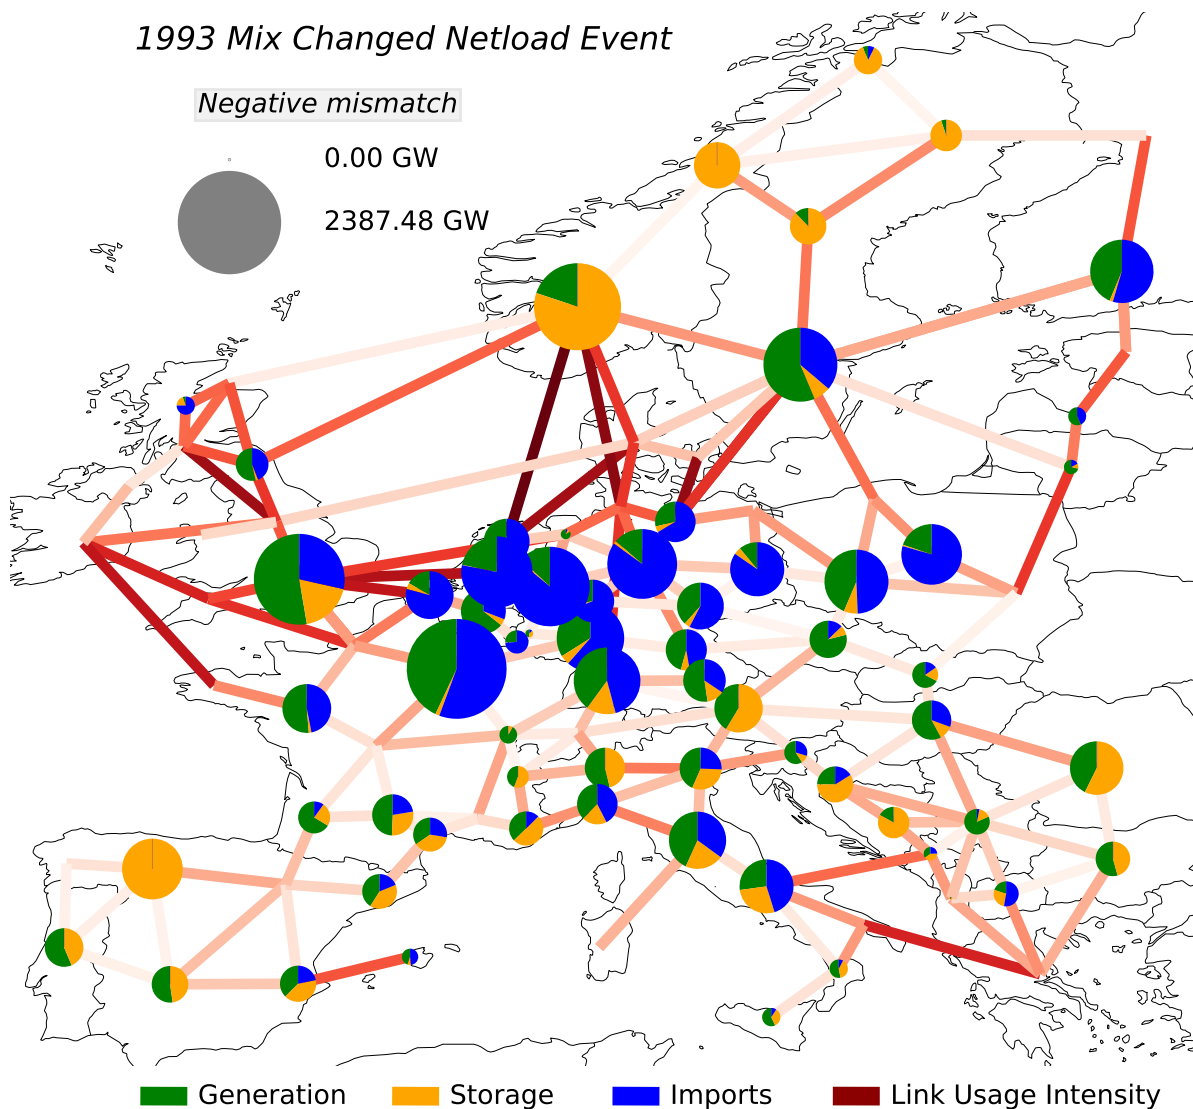 1993 Mix Changed Netload Event
Negative mismatch
0.00 GW
2387.48 GW
Generation Storage Imports Link Usage Intensity